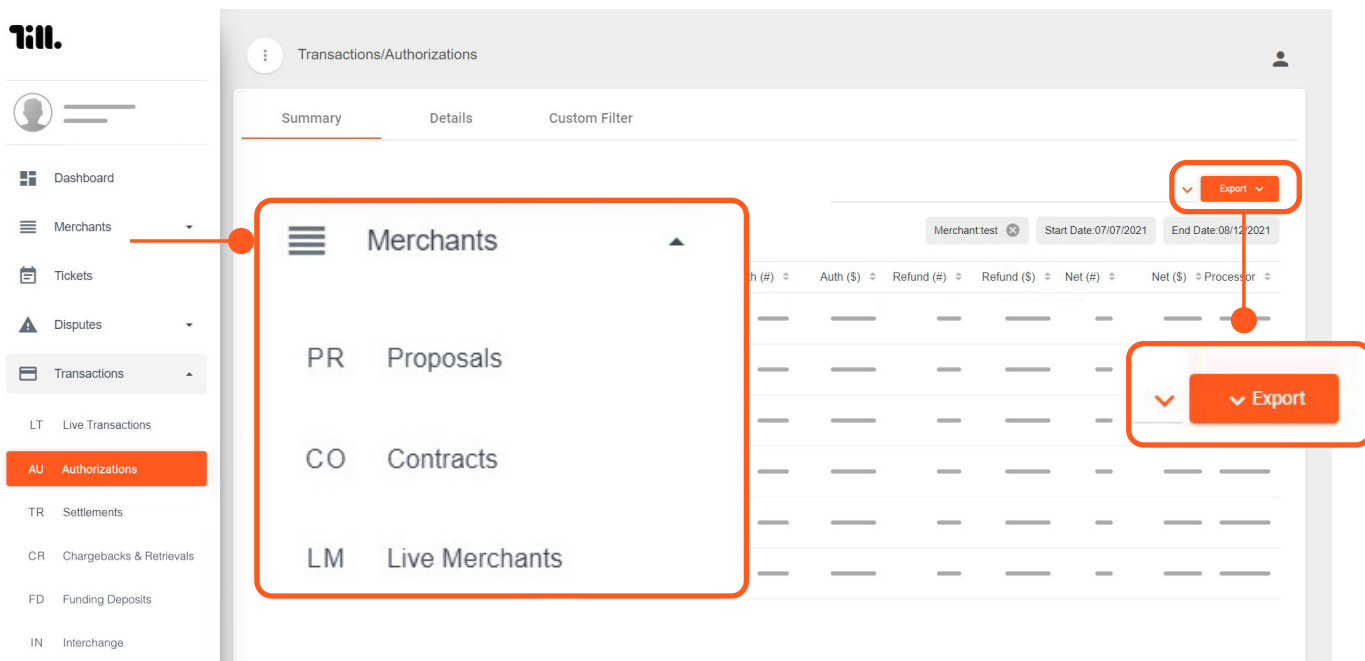 Till.
Transactions/Authorizations
Summary Details Custom Filter
Dashboard
Merchants
Tickets
Disputes
Transactions
LT Live Transactions
AU Authorizations
TR Settlements
CR Chargebacks & Retrievals
FD Funding Deposits
IN Interchange
Export
Merchant:test Start Date:07/07/2021 End Date:08/12/2021
Auth ($) Refund (#) Refund ($) Net (#) Net ($) Processor
Merchants
PR Proposals
CO Contracts
LM Live Merchants
Export